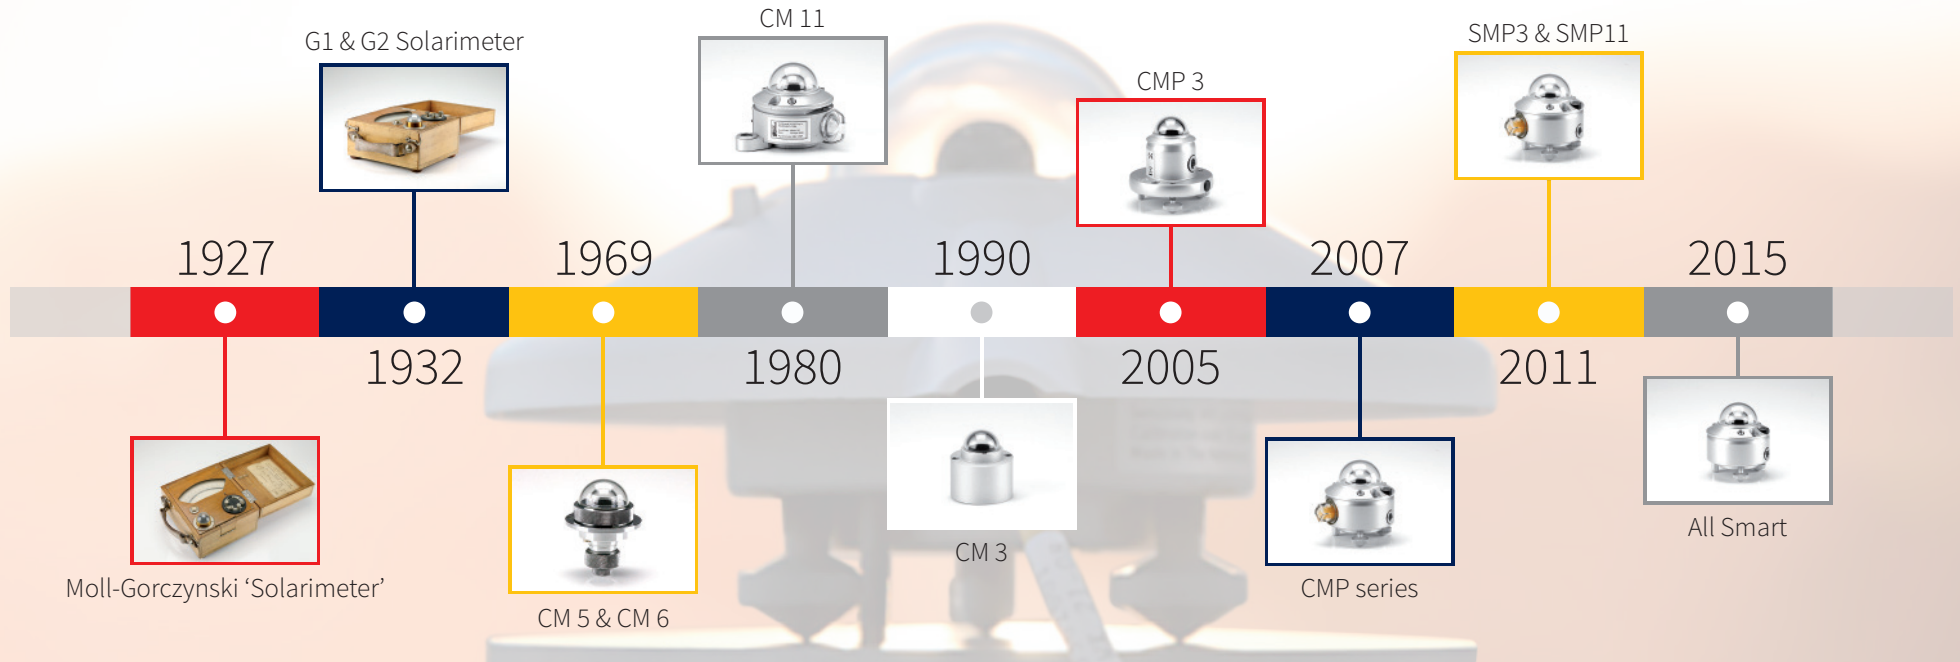 CM 11
G1 & G2 Solarimeter
SMP3 & SMP11
CMP 3
1927
1969
1990
2007
2015
1932
1980
2005
2011
All Smart
CM 3
Moll-Gorczynski ‘Solarimeter’
CMP series
CM 5 & CM 6